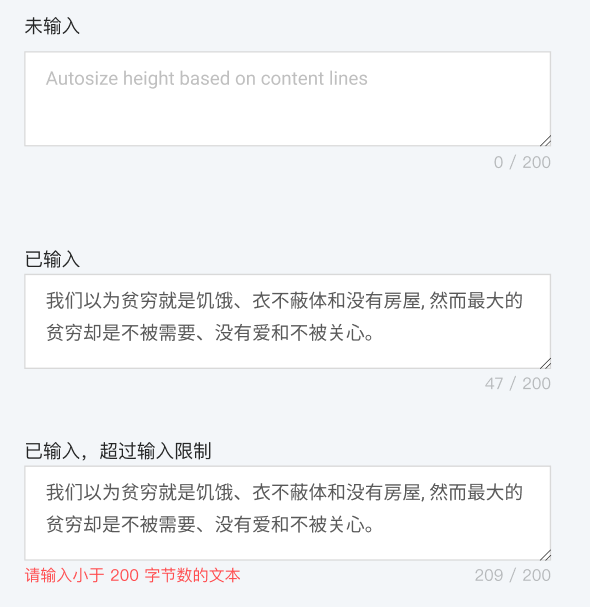 未输入
Autosize height based on content lines
0 / 200
已输入
我们以为贫穷就是饥饿、衣不蔽体和没有房屋, 然而最大的
贫穷却是不被需要、没有爱和不被关心。
47 / 200
已输入，超过输入限制
我们以为贫穷就是饥饿、衣不蔽体和没有房屋, 然而最大的
贫穷却是不被需要、没有爱和不被关心。
请输入小于 200 字节数的文本
209 / 200